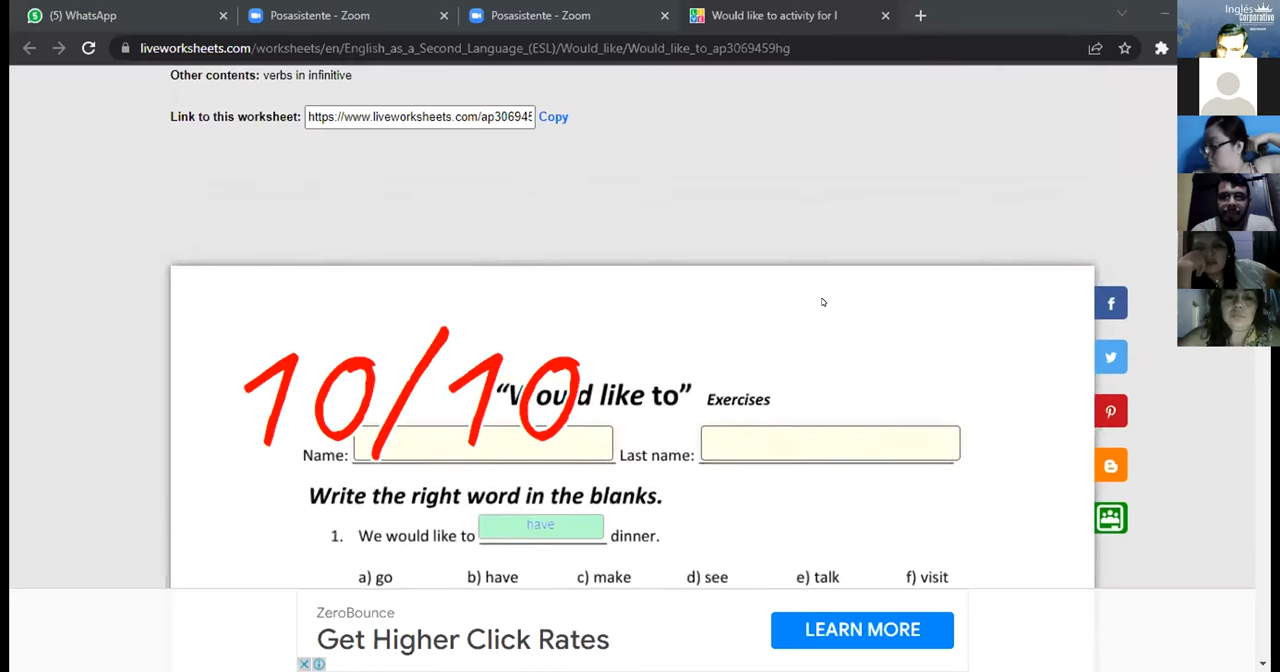 (5) WhatsApp
Posasistente - Zoom
Posasistente - Zoom
Would like to activity for I
liveworksheets.com/worksheets/en/English_as_a_Second_Language_(ESL)/Would_like/Would_like_to_ap3069459hg
Inglés
Corporativo
Other contents: verbs in infinitive
Link to this worksheet: https://www.liveworksheets.com/ap306945 Copy
10/10
"Would like to" Exercises
Name: Last name:
Write the right word in the blanks.
1. We would like to have dinner.
a) go b) have c) make d) see e) talk f) visit
ZeroBounce
Get Higher Click Rates
LEARN MORE